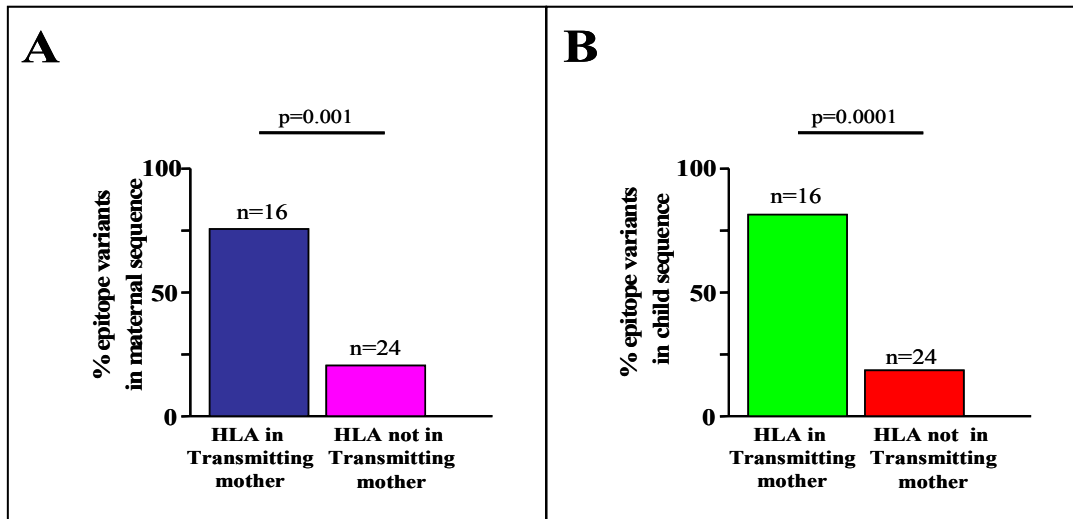 A
p=0.001
% epitope variants
in maternal sequence
100
50
0
n=16
n=24
HLA in
Transmitting
mother
HLA not in
Transmitting
mother
B
p=0.0001
% epitope variants
in child sequence
100
50
0
n=16
n=24
HLA in
Transmitting
mother
HLA not in
Transmitting
mother